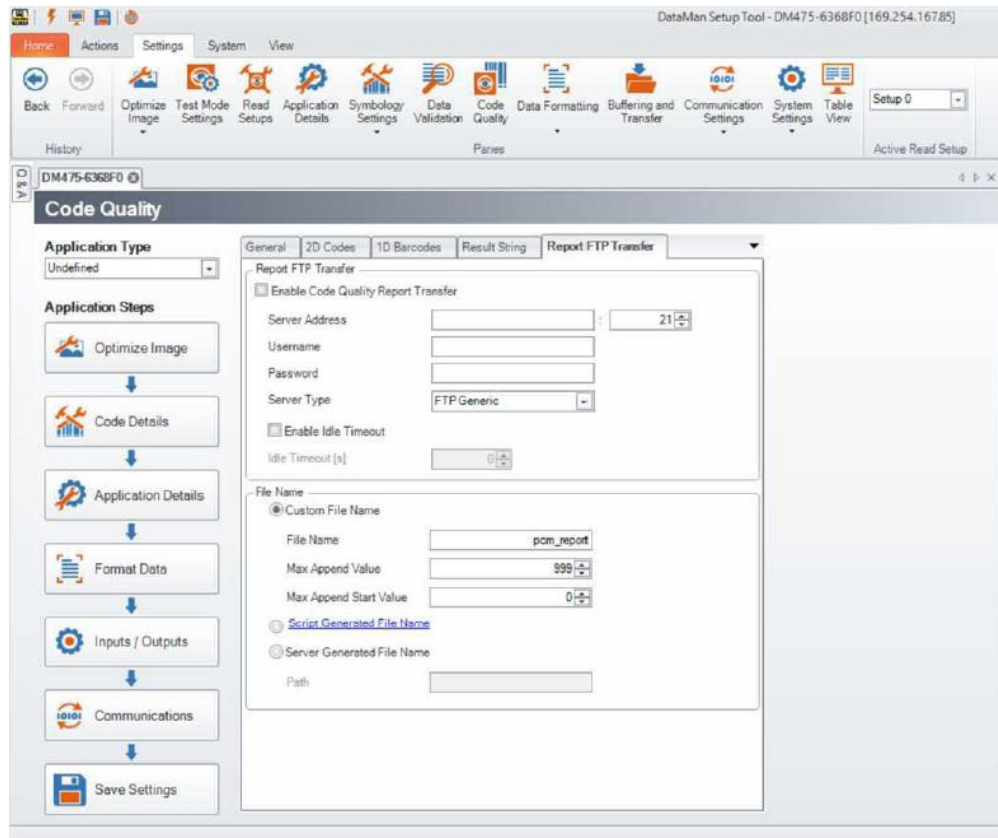 DataMan Setup Tool - DM475-6368F0 [169.254.167.85]
Home Actions Settings System View
Back Forward Optimize Image Test Mode Settings Read Setups Application Details Symbology Settings Data Validation Code Quality Data Formatting Buffering and Transfer Communication Settings System Settings Table View Setup 0
History Panes Active Read Setup
Q & A
DM475-6368F0
Code Quality
Application Type
Undefined
Application Steps
Optimize Image
Code Details
Application Details
Format Data
Inputs / Outputs
Communications
Save Settings
General 2D Codes 1D Barcodes Result String Report FTP Transfer
Report FTP Transfer
Enable Code Quality Report Transfer
Server Address : 21
Username
Password
Server Type FTP Generic
Enable Idle Timeout
Idle Timeout [s] 0
File Name
Custom File Name
File Name pcm_report
Max Append Value 999
Max Append Start Value 0
Script Generated File Name
Server Generated File Name
Path